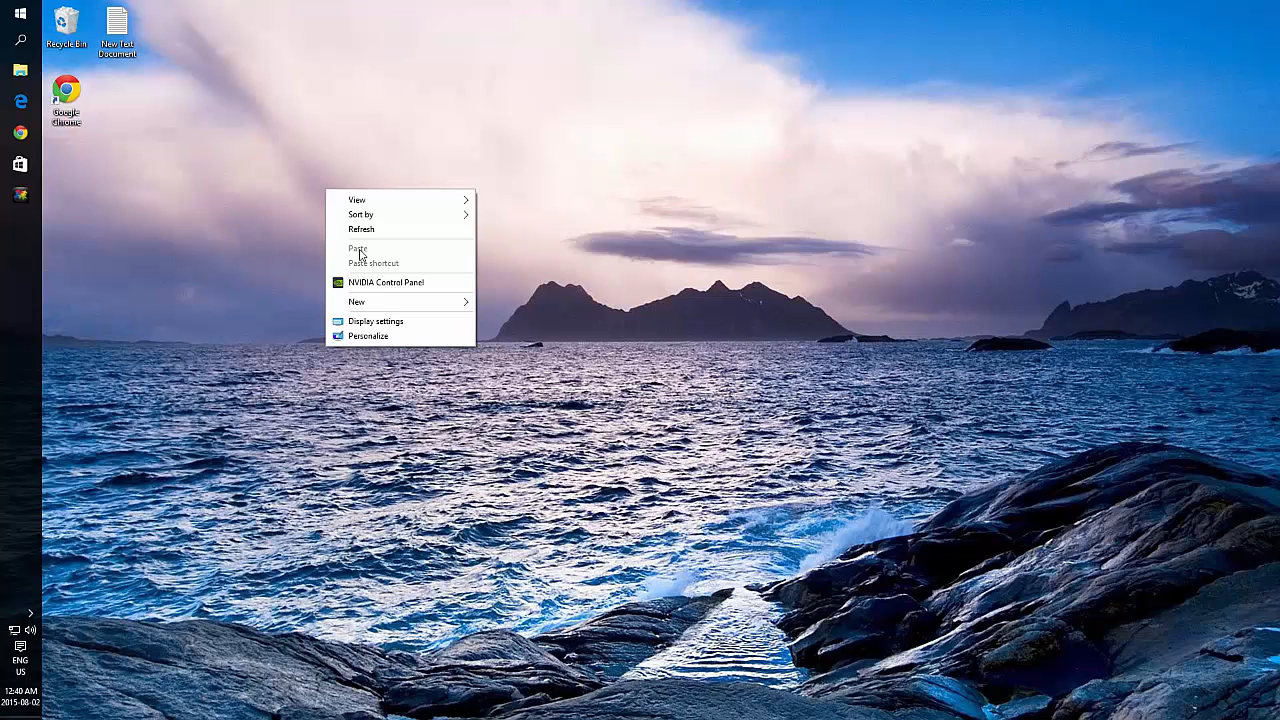 Recycle Bin
New Text
Document
Google
Chrome
View
Sort by
Refresh
Paste
Paste shortcut
NVIDIA Control Panel
New
Display settings
Personalize
ENG
US
12:40 AM
2015-08-02